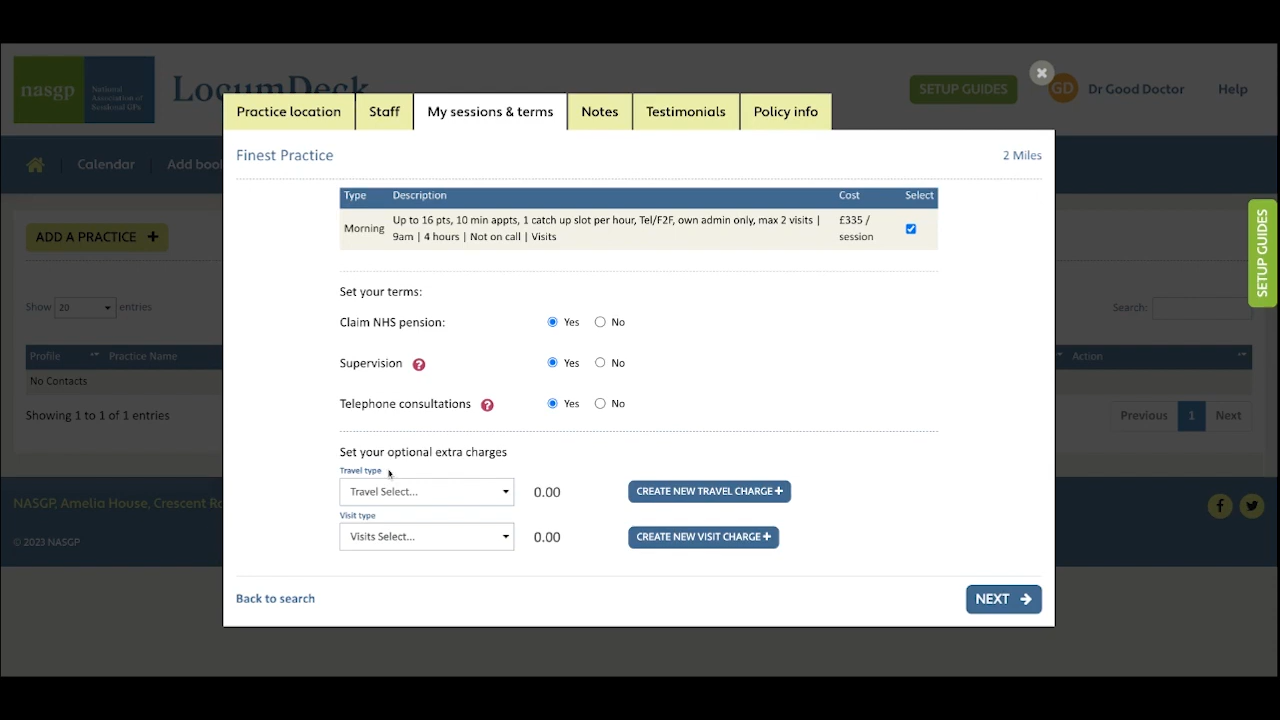 nasgp
National
Association of
Sessional GPs
LocumDeck
SETUP GUIDES
GD
Dr Good Doctor
Help
Calendar
Add book
Practice location
Staff
My sessions & terms
Notes
Testimonials
Policy info
Finest Practice
2 Miles
Type Description Cost Select
Morning Up to 16 pts, 10 min appts, 1 catch up slot per hour, Tel/F2F, own admin only, max 2 visits | £335 /
9am | 4 hours | Not on call | Visits session
Set your terms:
Claim NHS pension: Yes No
Supervision ? Yes No
Telephone consultations ? Yes No
Set your optional extra charges
Travel type
Travel Select... 0.00 CREATE NEW TRAVEL CHARGE +
Visit type
Visits Select... 0.00 CREATE NEW VISIT CHARGE +
Back to search
NEXT
ADD A PRACTICE +
Show 20 entries
Search:
Profile Practice Name Action
No Contacts
Showing 1 to 1 of 1 entries
Previous 1 Next
NASGP, Amelia House, Crescent Ro
© 2023 NASGP
SETUP GUIDES